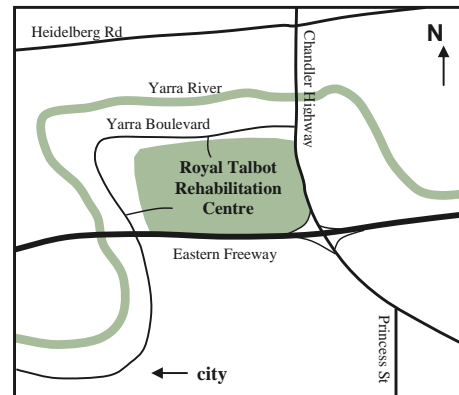 Heidelberg Rd
Chandler Highway
N
Yarra River
Yarra Boulevard
Royal Talbot
Rehabilitation
Centre
Eastern Freeway
Princess St
city